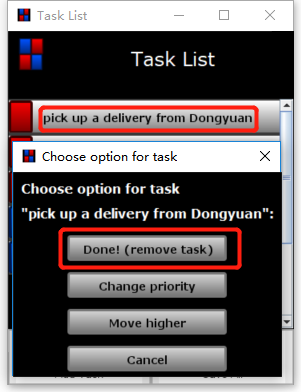 Task List
Task List
pick up a delivery from Dongyuan
Choose option for task
Choose option for task
"pick up a delivery from Dongyuan":
Done! (remove task)
Change priority
Move higher
Cancel